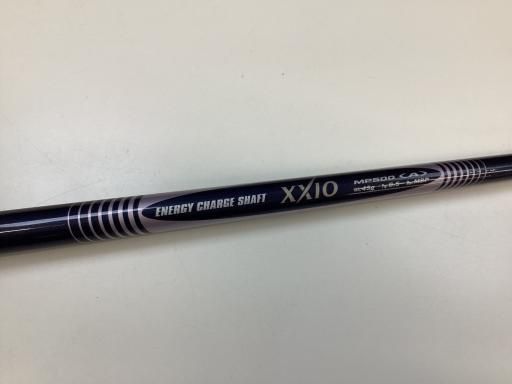 ENERGY CHARGE SHAFT XXIO MP500 (A)